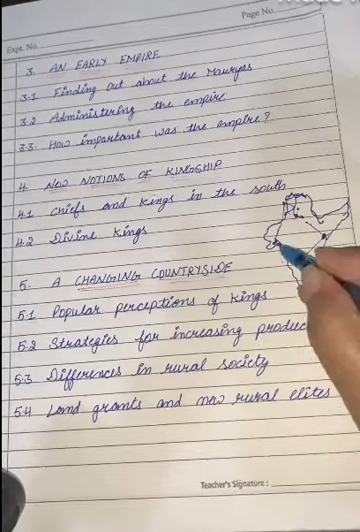 Page No.
Expt. No.
3. AN EARLY EMPIRE
3.1 Finding out about the Mauryas
3.2 Administering the empire
3.3 How important was the empire?
4. NEW NOTIONS OF KINGSHIP
4.1 Chiefs and kings in the south
4.2 Divine Kings
5. A CHANGING COUNTRYSIDE
5.1 Popular perceptions of kings
5.2 Strategies for increasing produc
5.3 Differences in rural society
5.4 Land grants and new rural elites
Teacher's Signature :